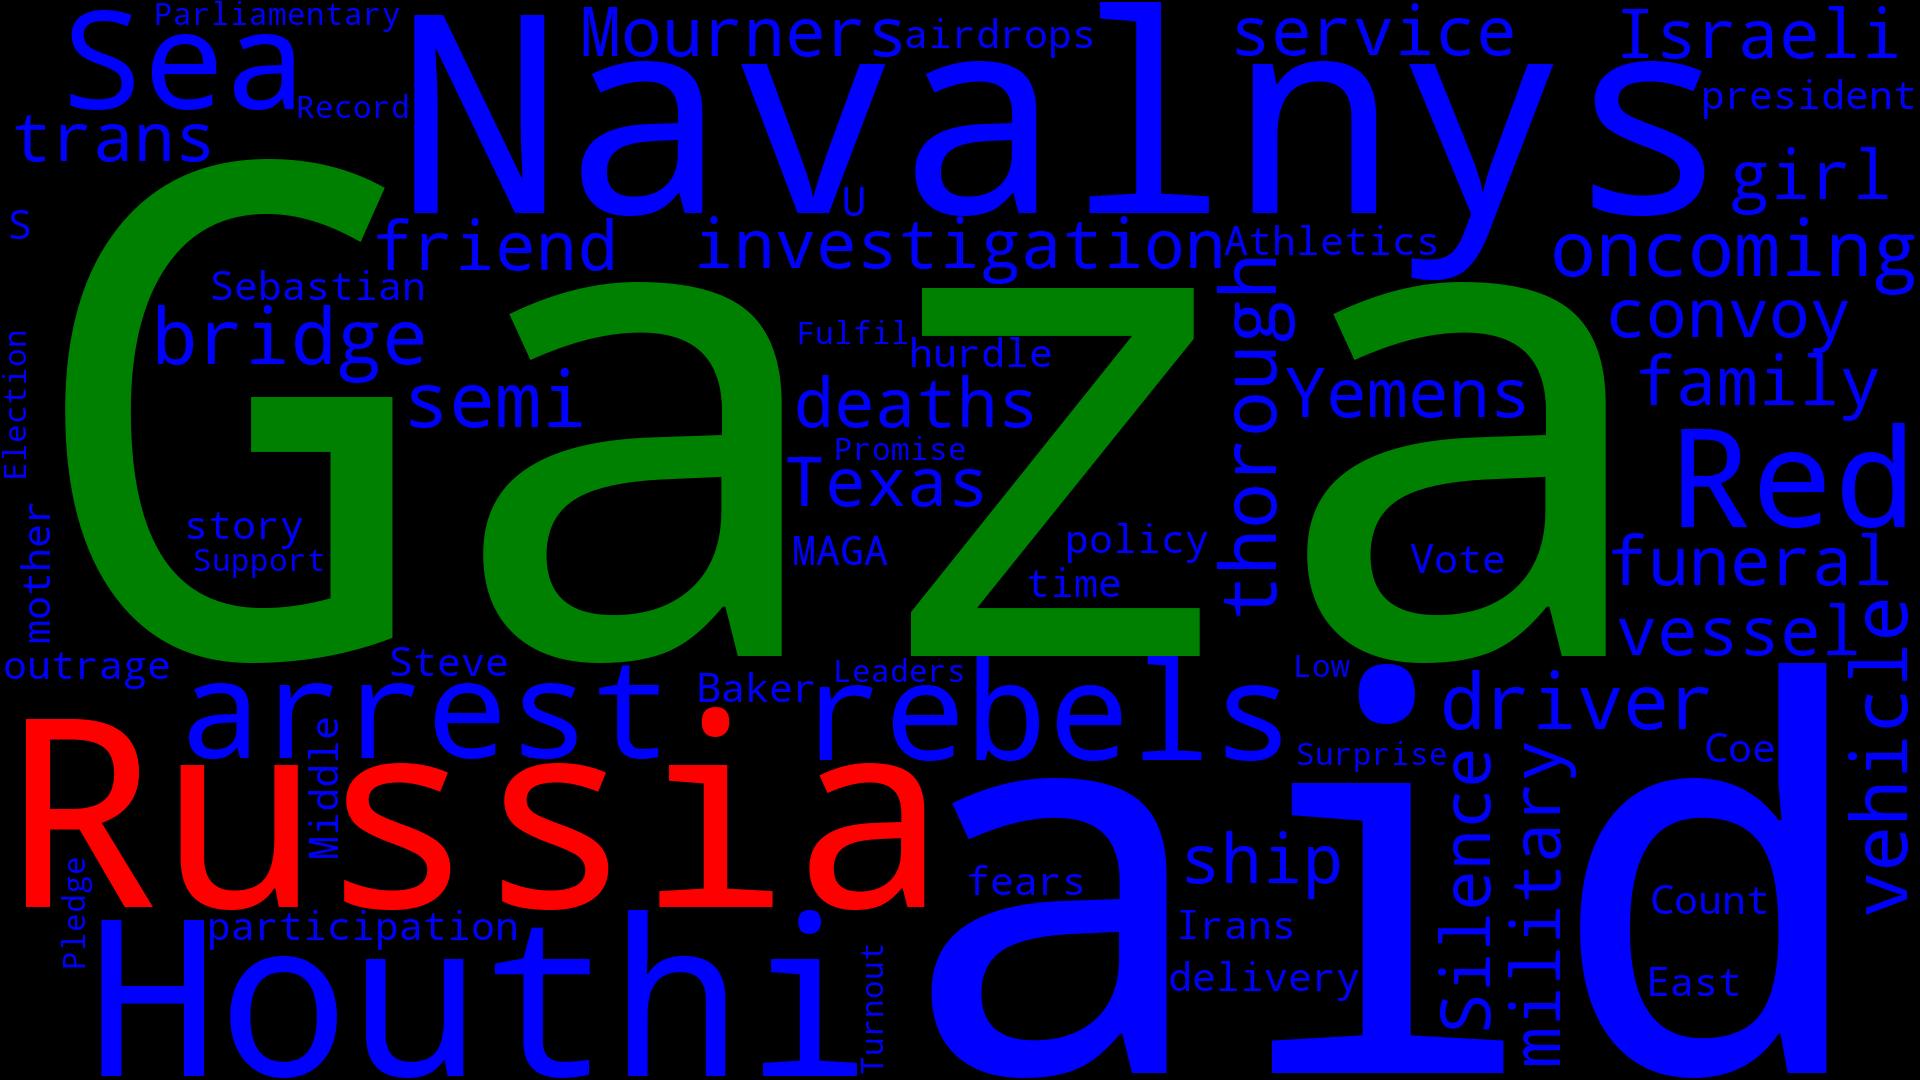 Parliamentary
Sea
Mourners
airdrops
service
Israeli
Record
Navalnys
president
trans
girl
S
U
friend
investigation
Athletics
oncoming
Sebastian
thorough
convoy
bridge
Fulfil
hurdle
Election
semi
deaths
Yemens
family
Promise
Texas
Red
Gaza
story
Support
MAGA
policy
time
Vote
funeral
mother
vessel
outrage
Steve
Baker
Leaders
Low
vehicle
arrest
rebels
driver
Russia
Middle
Surprise
Coe
aid
Silence
military
ship
fears
Pledge
participation
Irans
Count
Houthi
Turnout
delivery
East